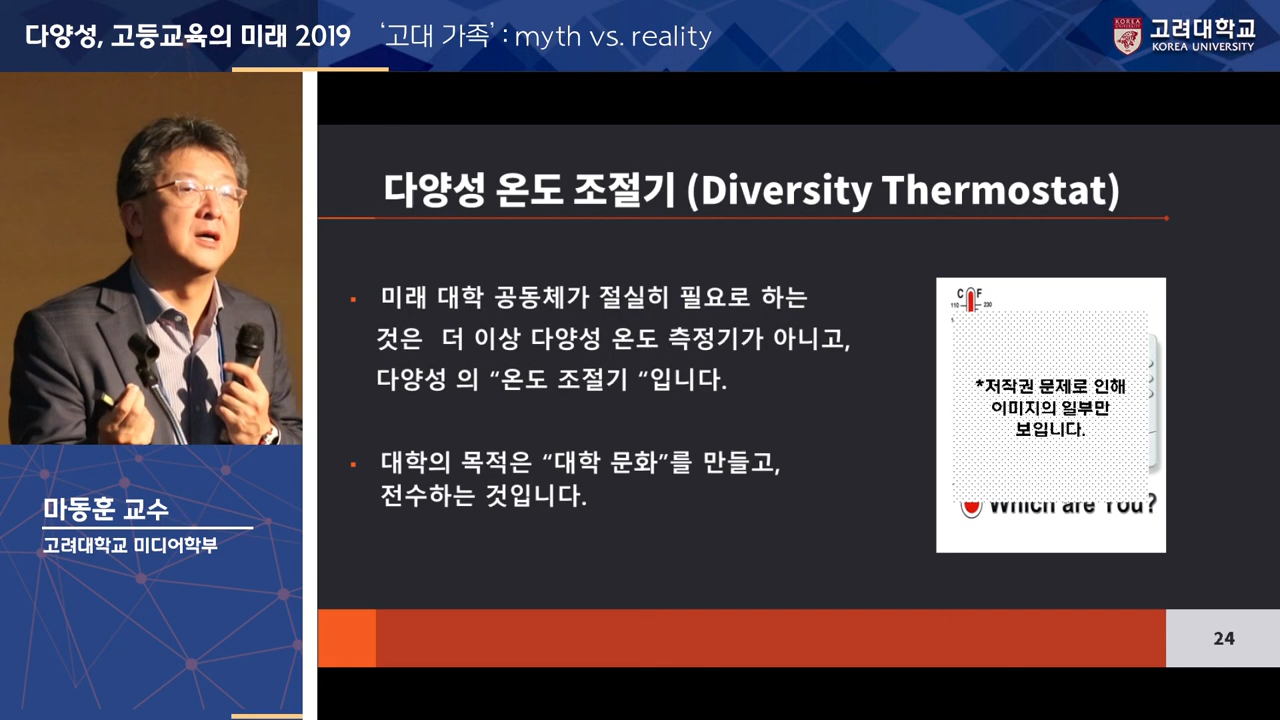 다양성, 고등교육의 미래 2019 ‘고대 가족’ : myth vs. reality
KOREA
고려대학교
KOREA UNIVERSITY
다양성 온도 조절기 (Diversity Thermostat)
▪ 미래 대학 공동체가 절실히 필요로 하는
것은 더 이상 다양성 온도 측정기가 아니고,
다양성 의 “온도 조절기 “입니다.
▪ 대학의 목적은 “대학 문화”를 만들고,
전수하는 것입니다.
C F
110 230
*저작권 문제로 인해
이미지의 일부만
보입니다.
Which are You?
마동훈 교수
고려대학교 미디어학부
24